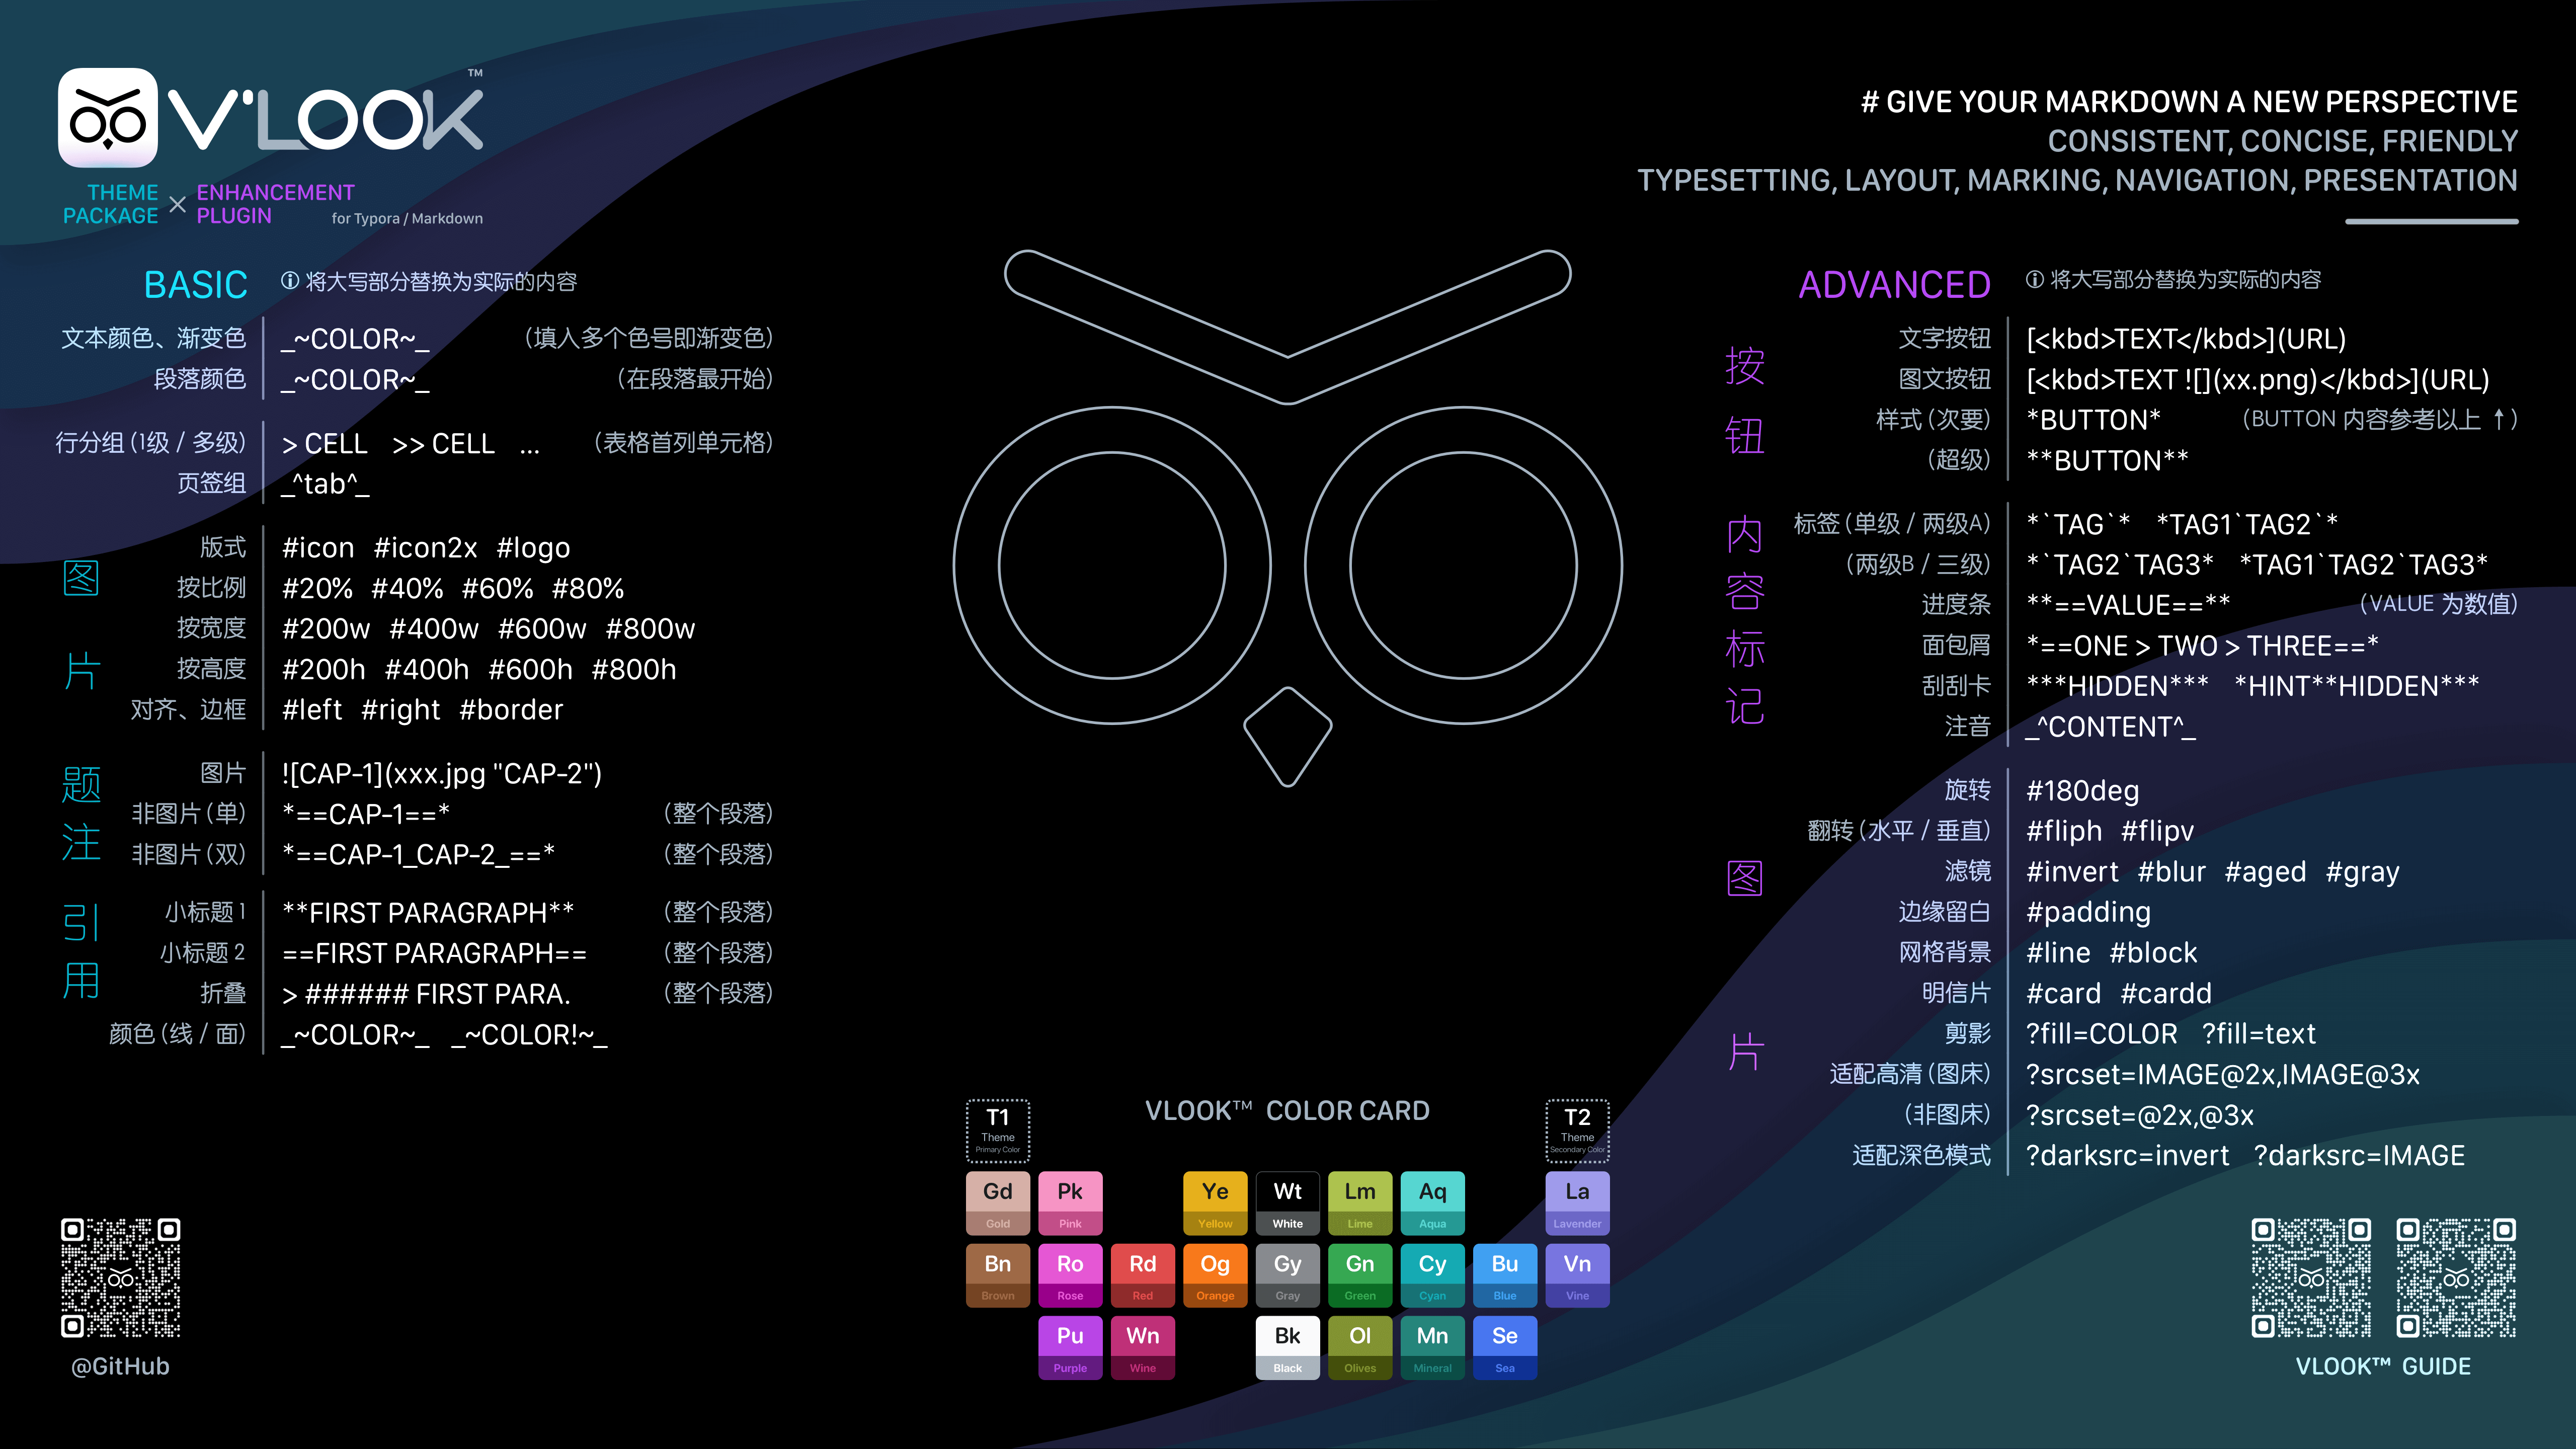 V'LOOK™
THEME PACKAGE × ENHANCEMENT PLUGIN
for Typora / Markdown
# GIVE YOUR MARKDOWN A NEW PERSPECTIVE
CONSISTENT, CONCISE, FRIENDLY
TYPESETTING, LAYOUT, MARKING, NAVIGATION, PRESENTATION
BASIC ⓘ 将大写部分替换为实际的内容
文本颜色、渐变色 _~COLOR~_ (填入多个色号即渐变色)
段落颜色 _~COLOR~_ (在段落最开始)
行分组 (1级 / 多级) > CELL >> CELL ... (表格首列单元格)
页签组 _^tab^_
图片
版式 #icon #icon2x #logo
按比例 #20% #40% #60% #80%
按宽度 #200w #400w #600w #800w
按高度 #200h #400h #600h #800h
对齐、边框 #left #right #border
题注
图片 ![CAP-1](xxx.jpg "CAP-2")
非图片 (单) *==CAP-1==* (整个段落)
非图片 (双) *==CAP-1_CAP-2_==* (整个段落)
引用
小标题 1 **FIRST PARAGRAPH** (整个段落)
小标题 2 ==FIRST PARAGRAPH== (整个段落)
折叠 > ###### FIRST PARA. (整个段落)
颜色 (线 / 面) _~COLOR~_ _~COLOR!~_
@GitHub
ADVANCED ⓘ 将大写部分替换为实际的内容
按钮
文字按钮 [<kbd>TEXT</kbd>](URL)
图文按钮 [<kbd>TEXT ![](xx.png)</kbd>](URL)
样式 (次要) *BUTTON* (BUTTON 内容参考以上 ↑)
(超级) **BUTTON**
内容标记
标签 (单级 / 两级A) *`TAG`* *TAG1`TAG2`*
(两级B / 三级) *`TAG2`TAG3* *TAG1`TAG2`TAG3*
进度条 **==VALUE==** (VALUE 为数值)
面包屑 *==ONE > TWO > THREE==*
刮刮卡 ***HIDDEN*** *HINT**HIDDEN***
注音 _^CONTENT^_
图片
旋转 #180deg
翻转 (水平 / 垂直) #fliph #flipv
滤镜 #invert #blur #aged #gray
边缘留白 #padding
网格背景 #line #block
明信片 #card #cardd
剪影 ?fill=COLOR ?fill=text
适配高清 (图床) ?srcset=IMAGE@2x,IMAGE@3x
(非图床) ?srcset=@2x,@3x
适配深色模式 ?darksrc=invert ?darksrc=IMAGE
VLOOK™ GUIDE
VLOOK™ COLOR CARD
T1 Theme Primary Color
T2 Theme Secondary Color
Gd Pk Ye Wt Lm Aq La
Gold Pink Yellow White Lime Aqua Lavender
Bn Ro Rd Og Gy Gn Cy Bu Vn
Brown Rose Red Orange Gray Green Cyan Blue Vine
Pu Wn Bk Ol Mn Se
Purple Wine Black Olives Mineral Sea